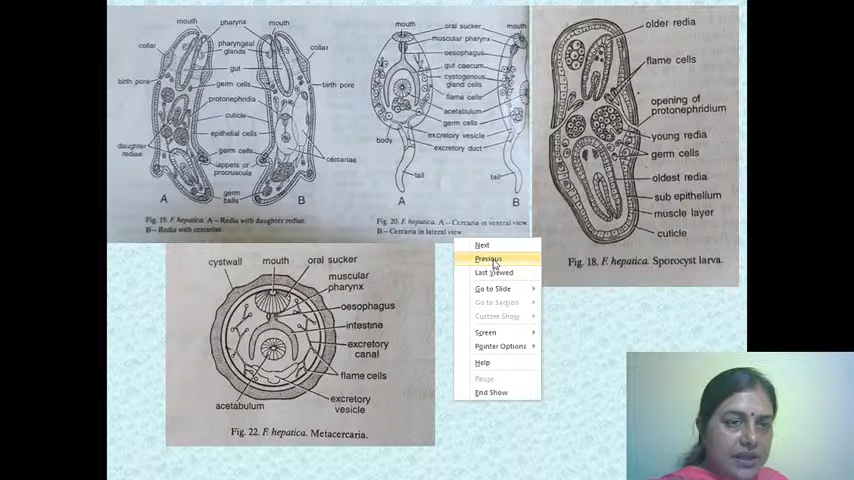 mouth
pharynx
mouth
collar
pharyngeal
glands
collar
gut
birth pore
germ cells
birth pore
protonephridia
cuticle
epithelial cells
daughter
rediae
germ cells
lappets of
procruscula
cercariae
germ
balls
A
B
Fig. 19. F. hepatica. A—Redia with daughter rediae.
B—Redia with cercariae.
mouth
oral sucker
mouth
muscular pharynx
oesophagus
gut caecum
cystogenous
gland cells
flame cells
acetabulum
germ cells
excretory vesicle
body
excretory duct
tail
tail
A
B
Fig. 20. F. hepatica. A—Cercaria in ventral view.
B—Cercaria in lateral view.
older redia
flame cells
opening of
protonephridium
young redia
germ cells
oldest redia
sub epithelium
muscle layer
cuticle
Fig. 18. F. hepatica. Sporocyst larva.
Next
Previous
Last Viewed
Go to Slide
Go to Section
Custom Show
Screen
Pointer Options
Help
Pause
End Show
cystwall
mouth
oral sucker
muscular
pharynx
oesophagus
intestine
excretory
canal
flame cells
acetabulum
excretory
vesicle
Fig. 22. F. hepatica. Metacercaria.